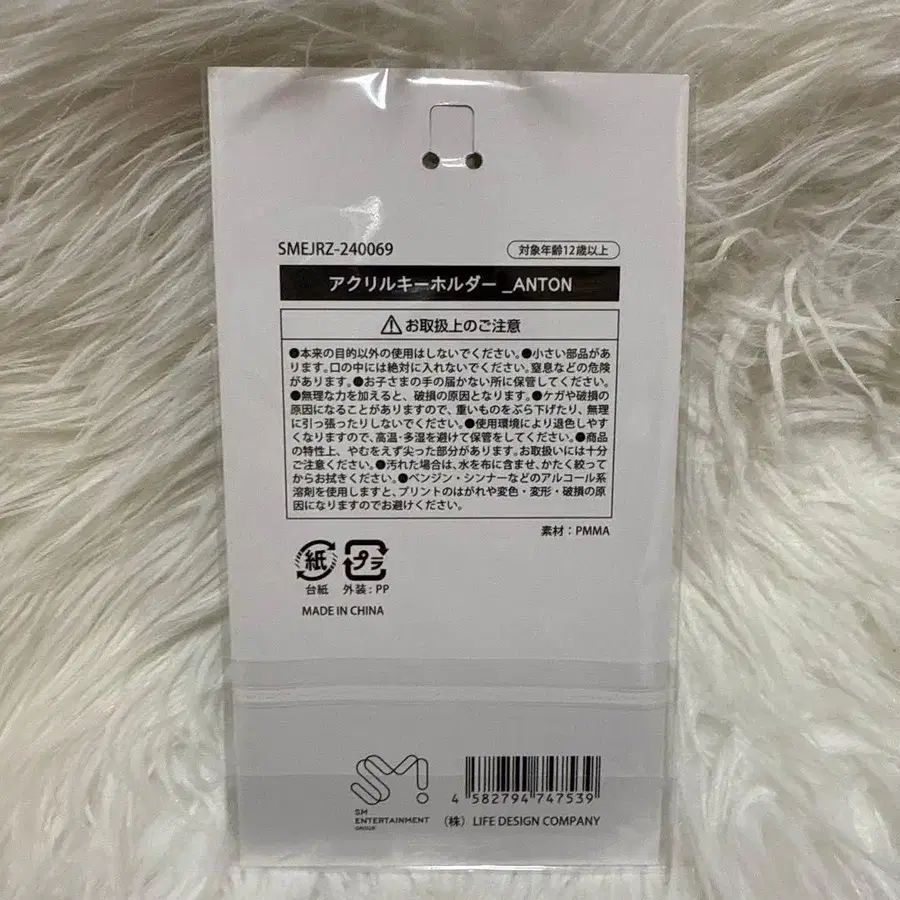 SMEJRZ-240069
対象年齢12歳以上
アクリルキーホルダー _ANTON
⚠お取扱上のご注意
●本来の目的以外の使用はしないでください。●小さい部品があ
ります。口の中には絶対に入れないでください。窒息などの危険
があります。●お子さまの手の届かない所に保管してください。
●無理な力を加えると、破損の原因となります。●ケガや破損の
原因になることがありますので、重いものをぶら下げたり、無理
に引っ張ったりしないでください。●使用環境により退色しやす
くなりますので、高温・多湿を避けて保管をしてください。●商品
の特性上、やむをえず尖った部分があります。お取扱いには十分
ご注意ください。●汚れた場合は、水を布に含ませ、かたく絞って
からお拭きください。●ベンジン・シンナーなどのアルコール系
溶剤を使用しますと、プリントのはがれや変色・変形・破損の原
因になりますのでお避けください。
素材：PMMA
紙 プラ
台紙 外装：PP
MADE IN CHINA
SM
SM
ENTERTAINMENT
GROUP
4 582794 747539
（株） LIFE DESIGN COMPANY